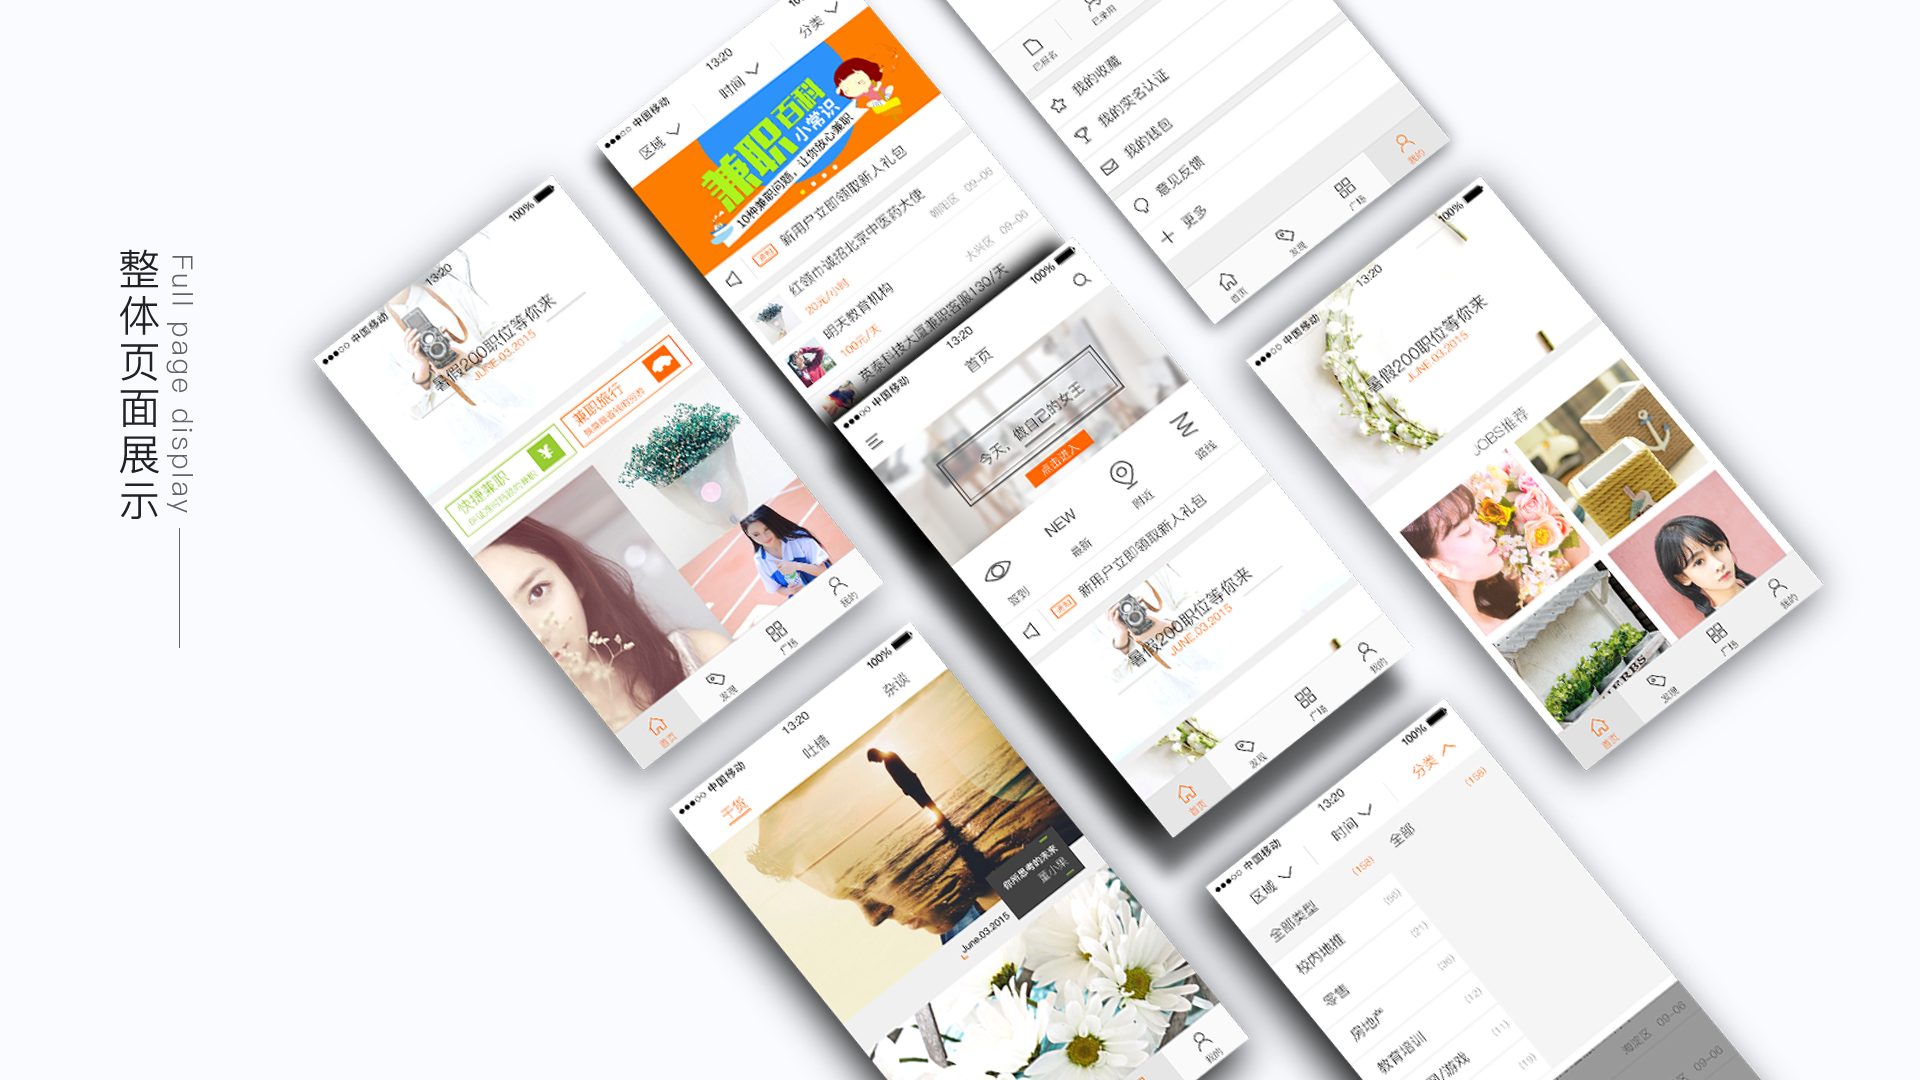 整体页面展示
Full page display
中国移动
13:20
100%
暑假200职位等你来
JUNE.03.2015
快捷兼职
兼职旅行
首页
发现
广场
我的
中国移动
13:20
区域
时间
分类
兼职百科
小常识
10种兼职问题，让你放心兼职
通知
新用户立即领取新人礼包
红领巾诚招北京中医药大使
20元/小时
朝阳区 09-06
明天教育机构
100元/天
大兴区 09-06
英泰科技大厦兼职客服130/天
已报名
已录用
我的收藏
我的实名认证
我的钱包
意见反馈
更多
首页
发现
广场
我的
中国移动
13:20
100%
首页
今天，做自己的女王
点击进入
签到
NEW
最新
附近
路线
通知
新用户立即领取新人礼包
暑假200职位等你来
JUNE.03.2015
首页
发现
广场
我的
中国移动
13:20
100%
暑假200职位等你来
JUNE.03.2015
JOBS推荐
HERBS
首页
发现
广场
我的
中国移动
13:20
100%
干货
吐槽
杂谈
你所思考的未来
董小果
June.03.2015
我的
中国移动
13:20
100%
区域
时间
分类
全部类型
(158)
全部
(158)
校内地推
(56)
零售
(21)
房地产
(36)
教育培训
(12)
/游戏
(11)
(19)
海淀区 09-06
09-06